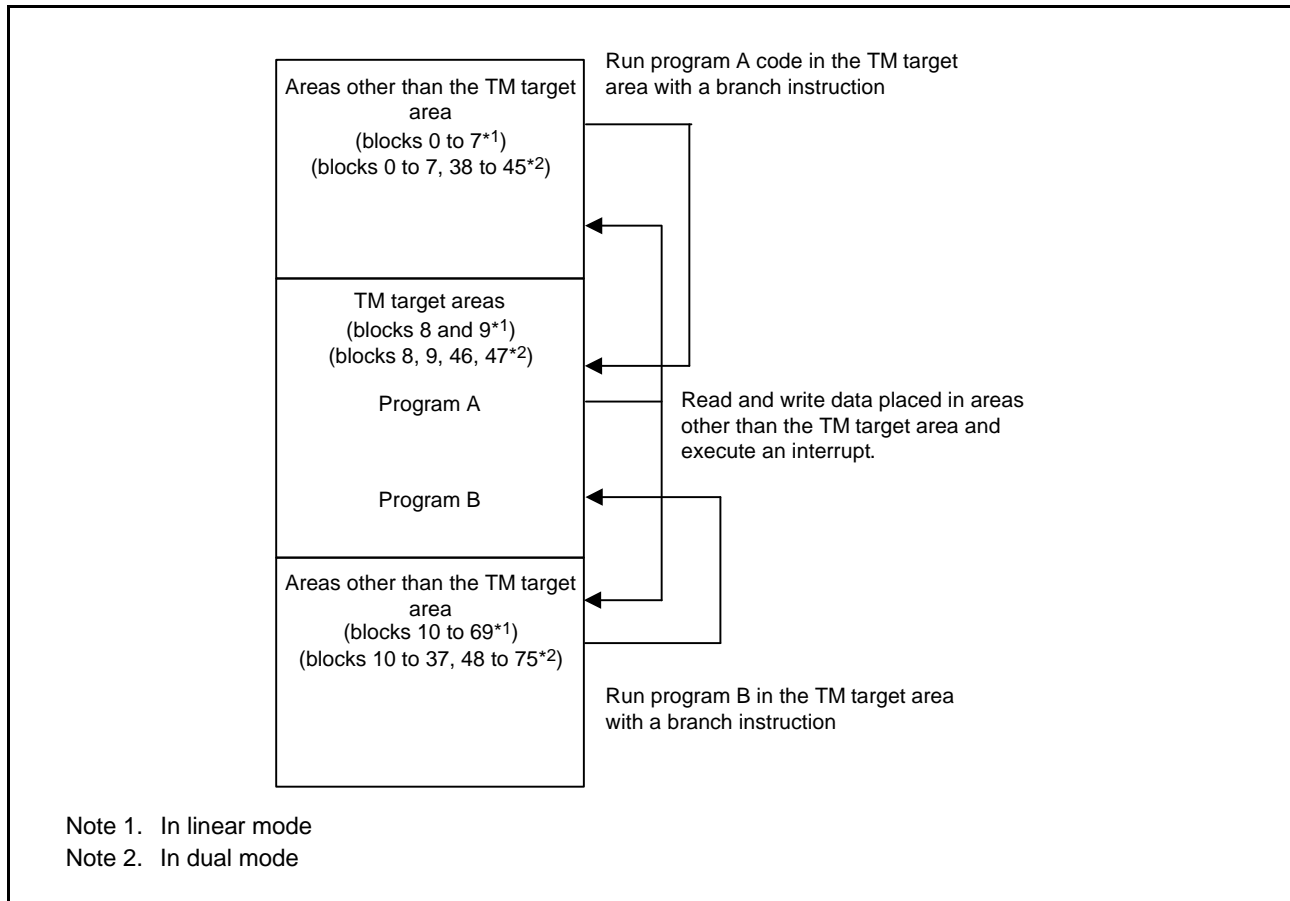 Run program A code in the TM target
area with a branch instruction
Areas other than the TM target
area
(blocks 0 to 7*1)
(blocks 0 to 7, 38 to 45*2)
TM target areas
(blocks 8 and 9*1)
(blocks 8, 9, 46, 47*2)
Program A
Read and write data placed in areas
other than the TM target area and
execute an interrupt.
Program B
Areas other than the TM target
area
(blocks 10 to 69*1)
(blocks 10 to 37, 48 to 75*2)
Run program B in the TM target area
with a branch instruction
Note 1. In linear mode
Note 2. In dual mode